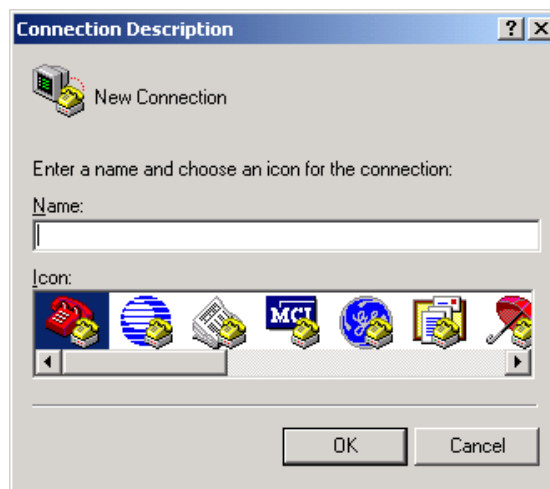 Connection Description
New Connection
Enter a name and choose an icon for the connection:
Name:
Icon:
MCI
OK Cancel